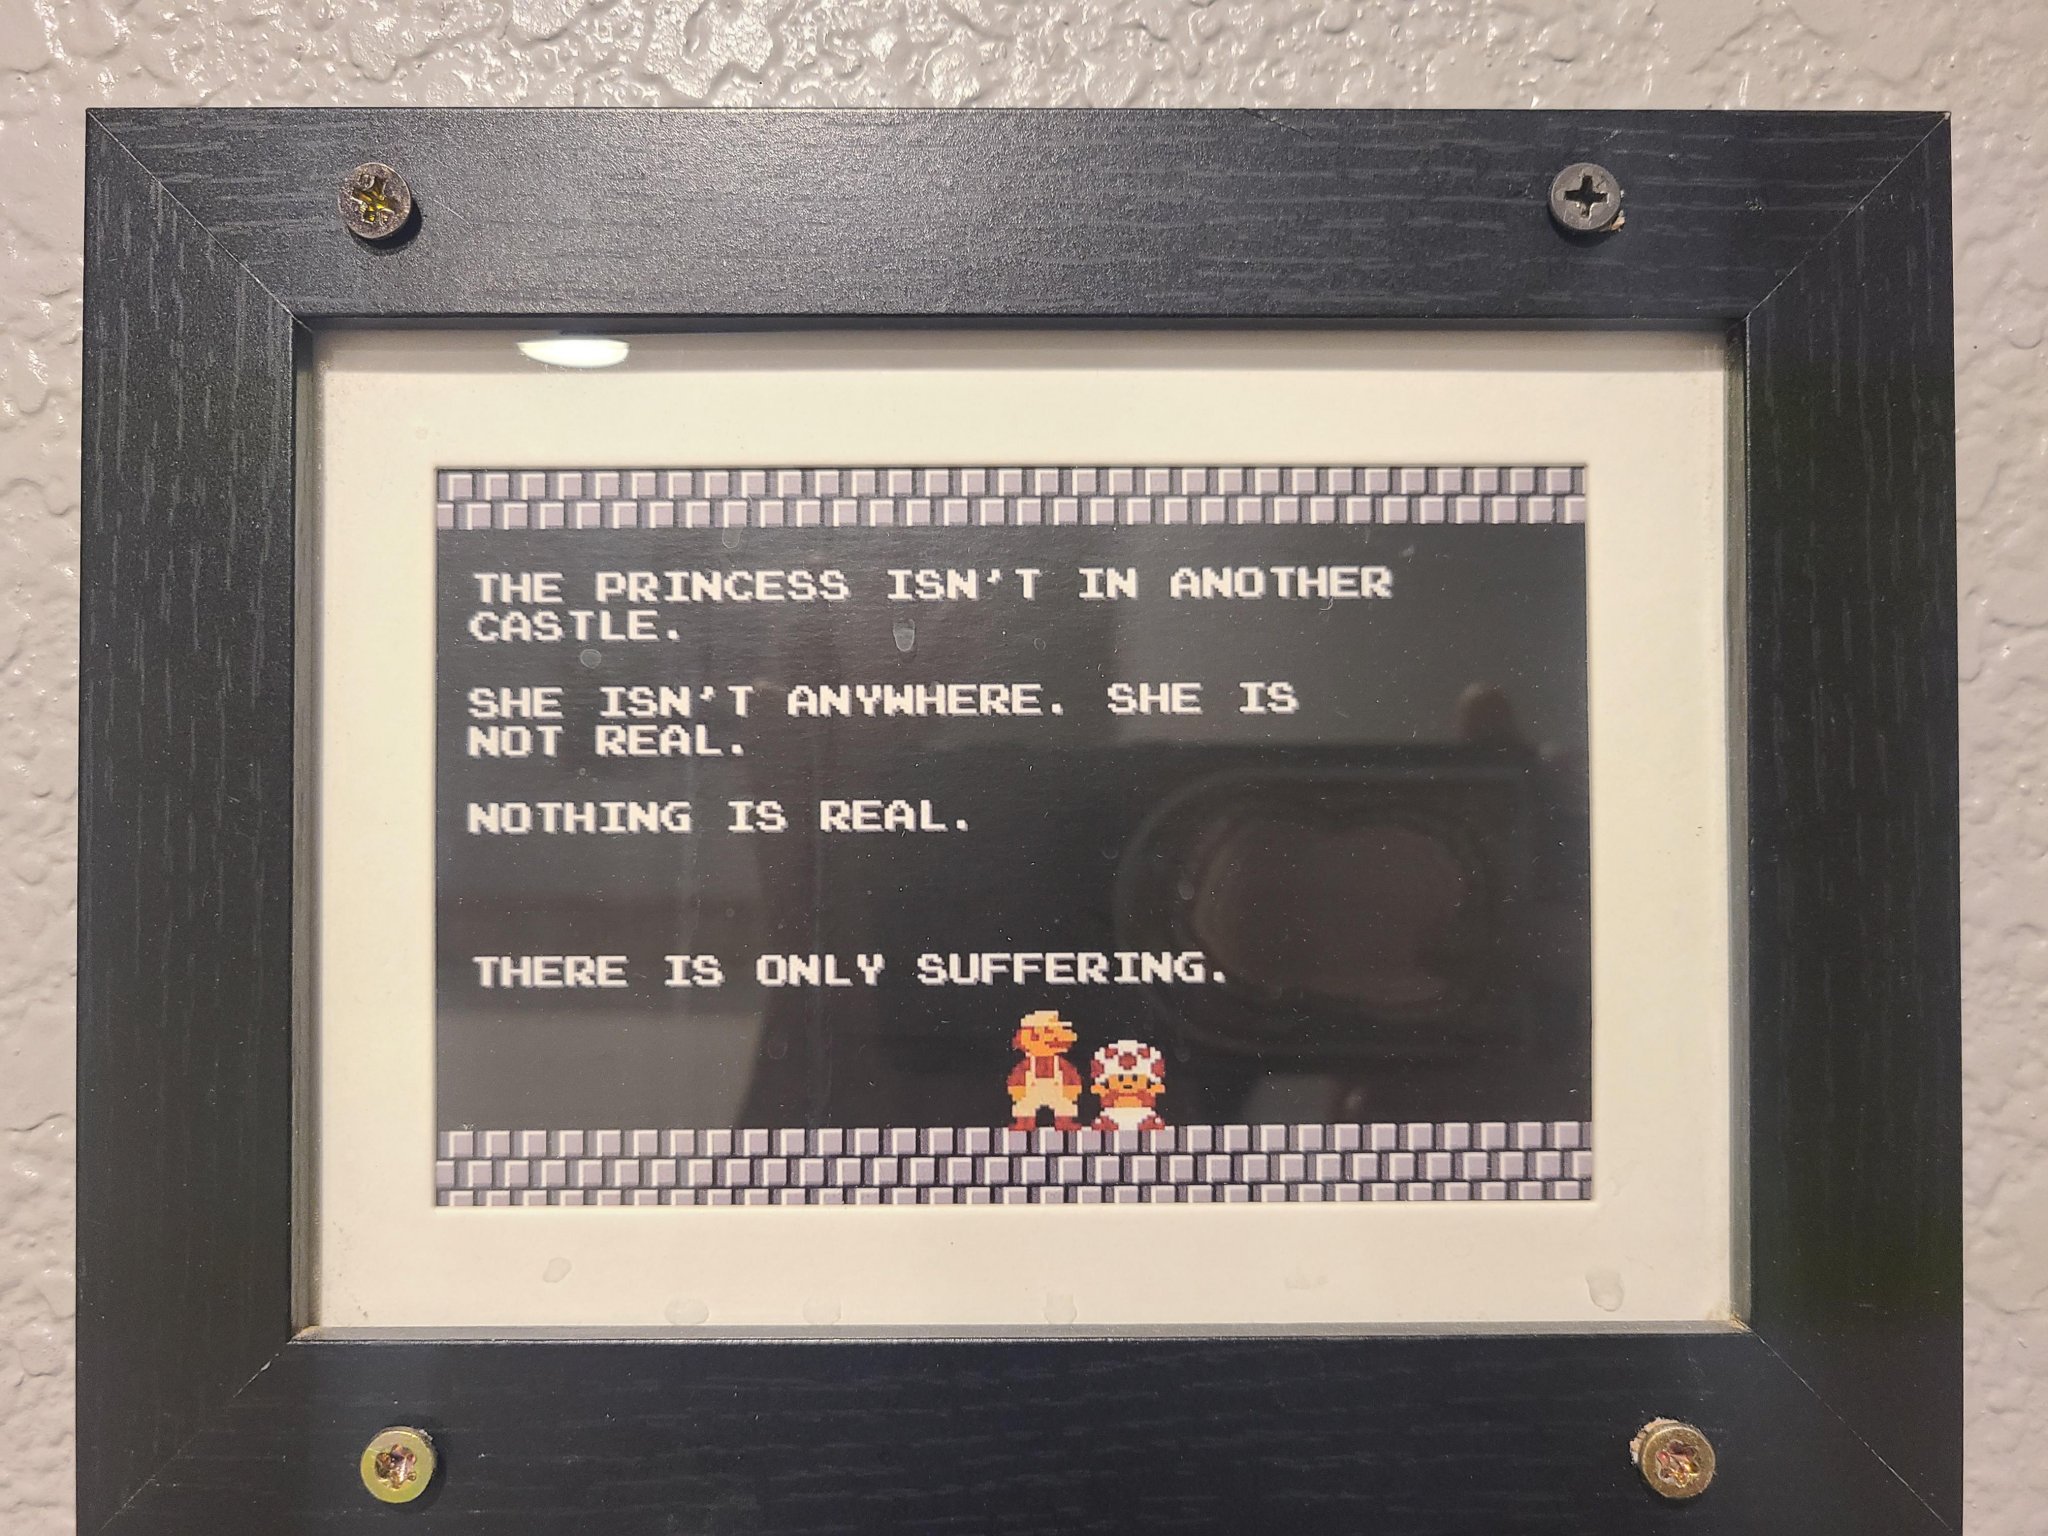 THE PRINCESS ISN'T IN ANOTHER
CASTLE.
SHE ISN'T ANYWHERE. SHE IS
NOT REAL.
NOTHING IS REAL.
THERE IS ONLY SUFFERING.